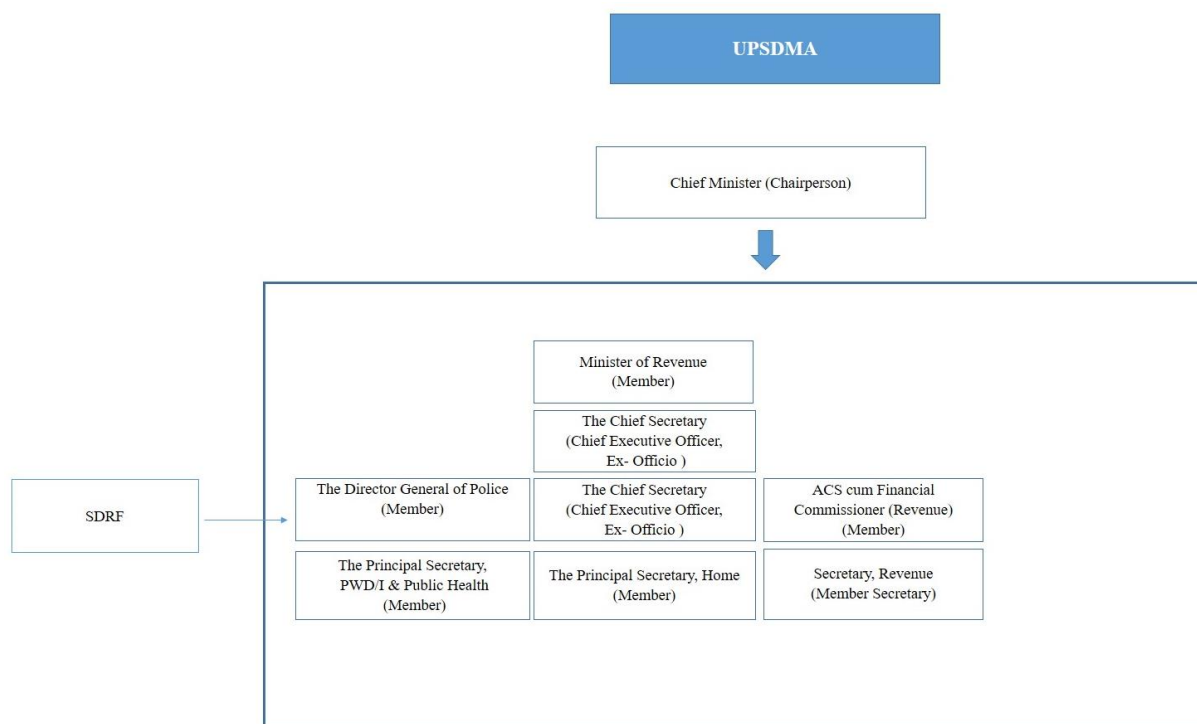 UPSDMA
Chief Minister (Chairperson)
Minister of Revenue
(Member)
The Chief Secretary
(Chief Executive Officer,
Ex- Officio )
SDRF
The Director General of Police
(Member)
The Chief Secretary
(Chief Executive Officer,
Ex- Officio )
ACS cum Financial
Commissioner (Revenue)
(Member)
The Principal Secretary,
PWD/I & Public Health
(Member)
The Principal Secretary, Home
(Member)
Secretary, Revenue
(Member Secretary)